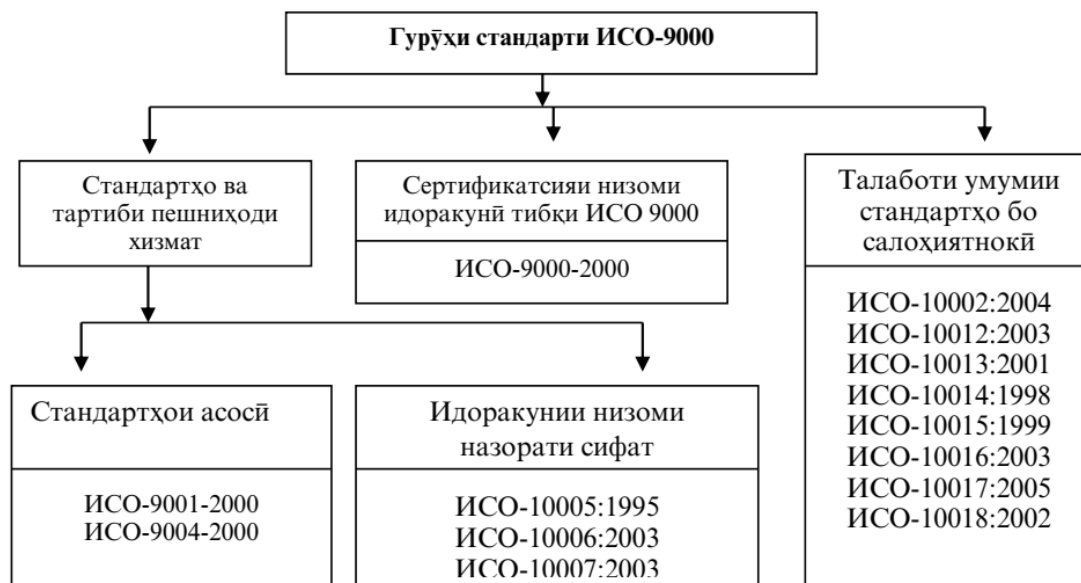 Гурӯҳи стандарти ИСО-9000
Стандартҳо ва
тартиби пешниҳоди
хизмат
Сертификатсияи низоми
идоракунӣ тибқи ИСО 9000
ИСО-9000-2000
Талаботи умумии
стандартҳо бо
салоҳиятнокӣ
ИСО-10002:2004
ИСО-10012:2003
ИСО-10013:2001
ИСО-10014:1998
ИСО-10015:1999
ИСО-10016:2003
ИСО-10017:2005
ИСО-10018:2002
Стандартҳои асосӣ
ИСО-9001-2000
ИСО-9004-2000
Идоракунии низоми
назорати сифат
ИСО-10005:1995
ИСО-10006:2003
ИСО-10007:2003